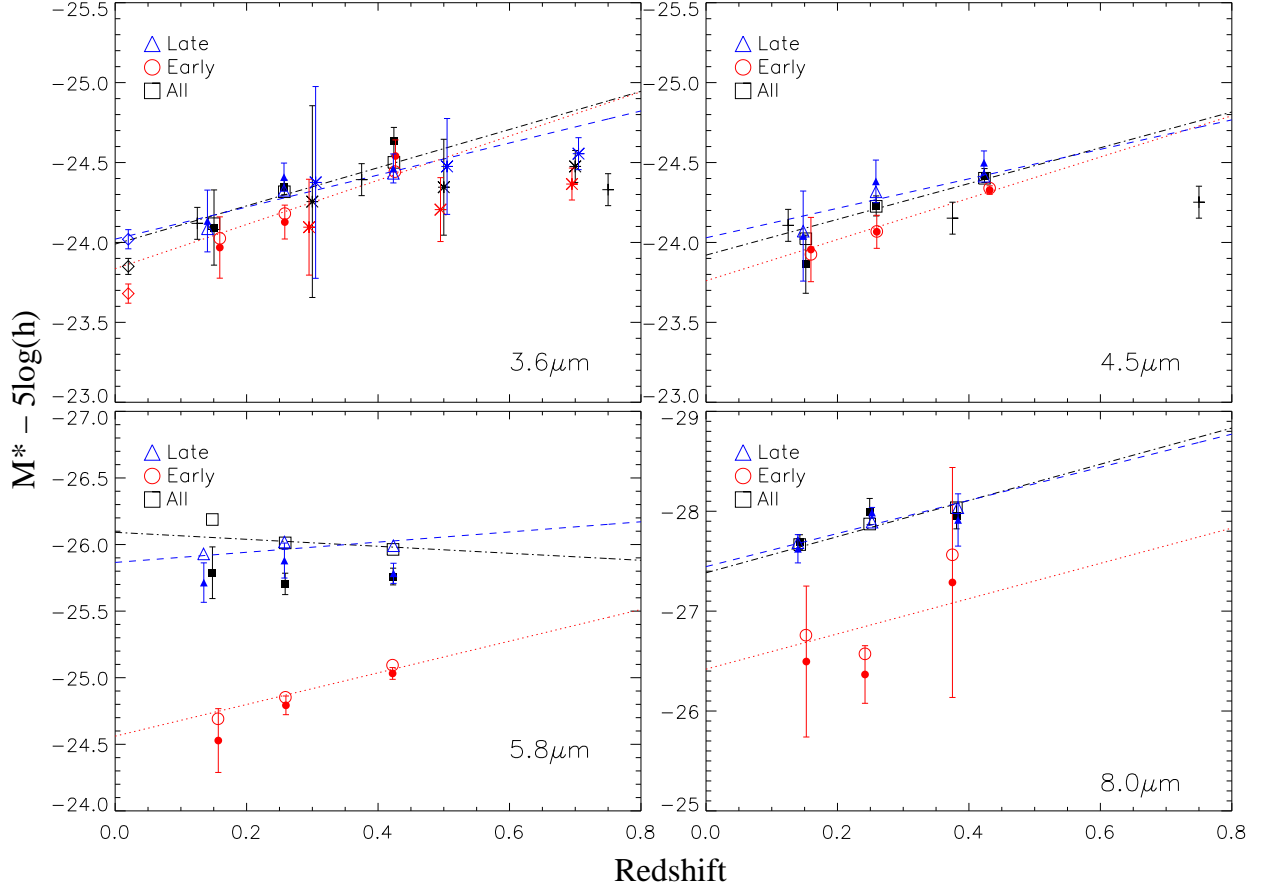 −25.5
−25.0
−24.5
−24.0
−23.5
−23.0
Late
Early
All
3.6μm
−25.5
−25.0
−24.5
−24.0
−23.5
−23.0
Late
Early
All
4.5μm
M* − 5log(h)
−27.0
−26.5
−26.0
−25.5
−25.0
−24.5
−24.0
Late
Early
All
5.8μm
0.0 0.2 0.4 0.6 0.8
−29
−28
−27
−26
−25
Late
Early
All
8.0μm
0.0 0.2 0.4 0.6 0.8
Redshift